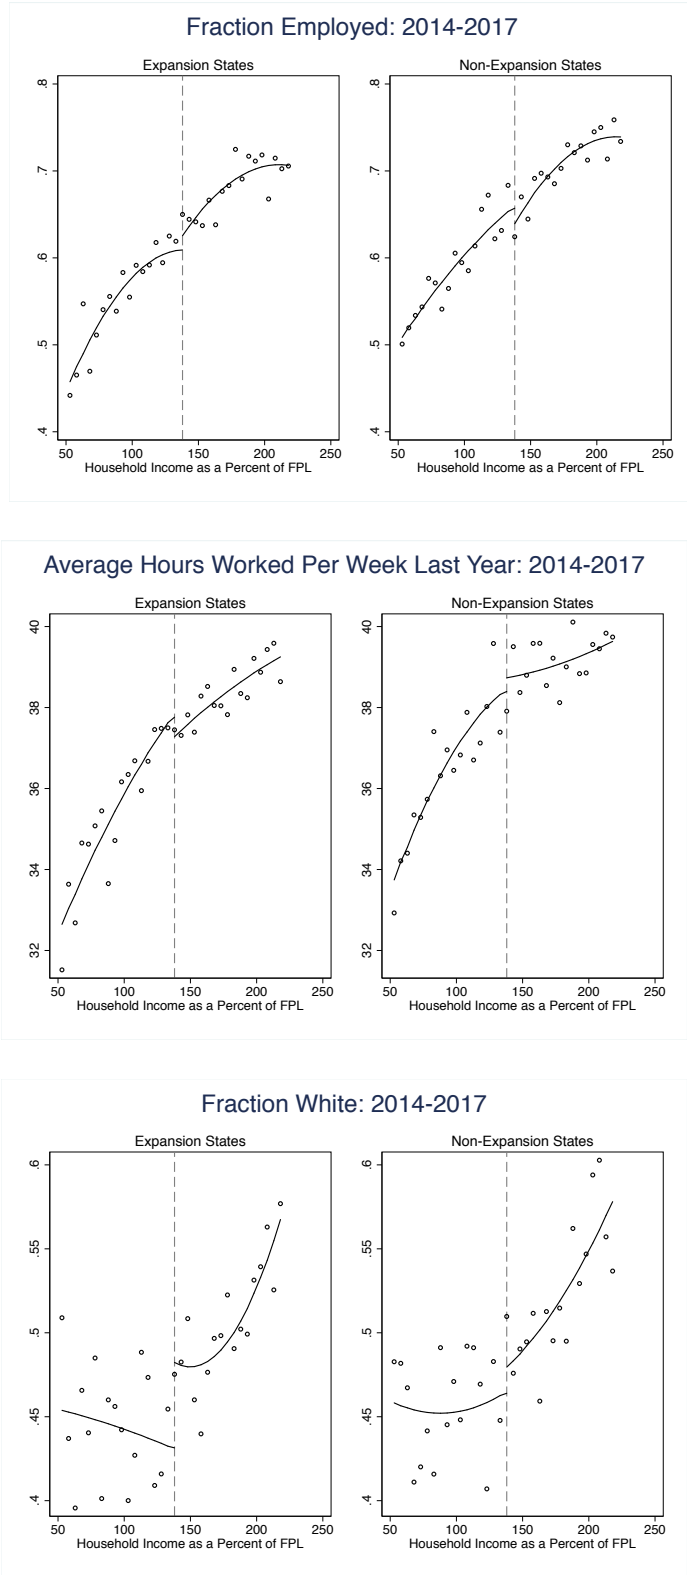 Fraction Employed: 2014-2017
Expansion States
Non-Expansion States
.8
.7
.6
.5
.4
50 100 150 200 250
Household Income as a Percent of FPL
.8
.7
.6
.5
.4
50 100 150 200 250
Household Income as a Percent of FPL
Average Hours Worked Per Week Last Year: 2014-2017
Expansion States
Non-Expansion States
40
38
36
34
32
50 100 150 200 250
Household Income as a Percent of FPL
40
38
36
34
32
50 100 150 200 250
Household Income as a Percent of FPL
Fraction White: 2014-2017
Expansion States
Non-Expansion States
.6
.55
.5
.45
.4
50 100 150 200 250
Household Income as a Percent of FPL
.6
.55
.5
.45
.4
50 100 150 200 250
Household Income as a Percent of FPL